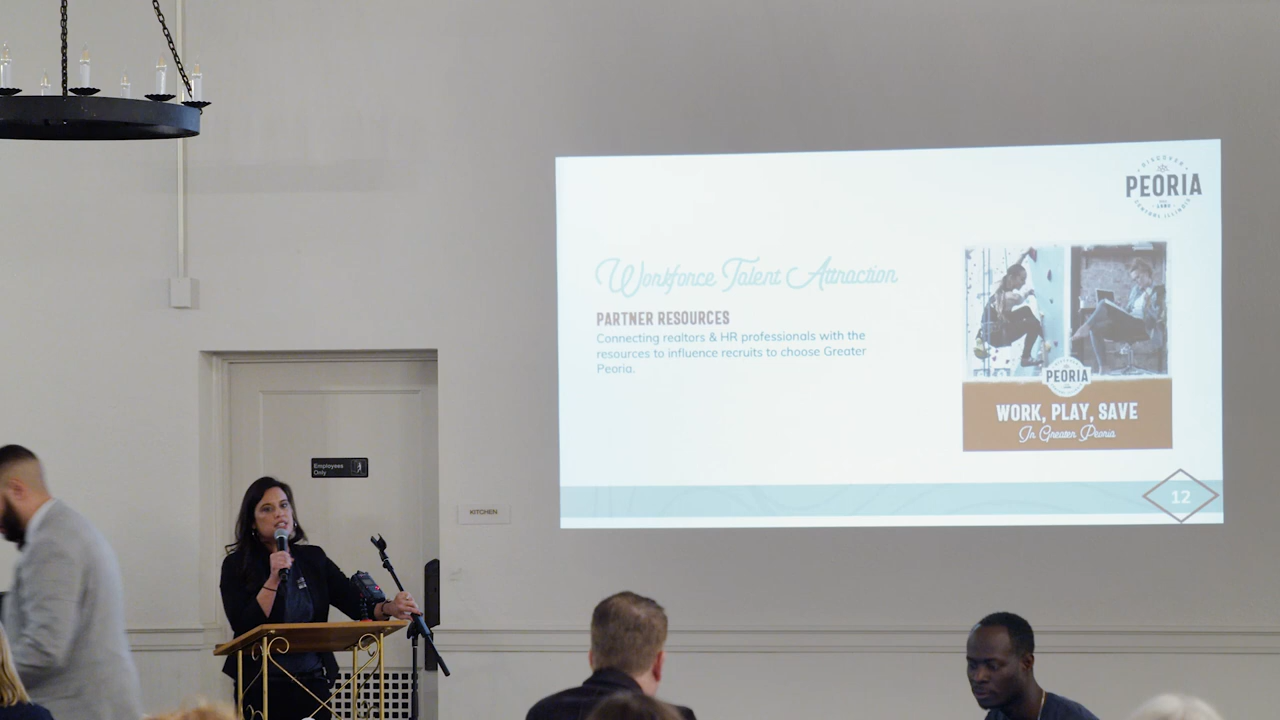 DISCOVER
PEORIA
CENTRAL ILLINOIS
Workforce Talent Attraction
PARTNER RESOURCES
Connecting realtors & HR professionals with the
resources to influence recruits to choose Greater
Peoria.
PEORIA
WORK, PLAY, SAVE
In Greater Peoria
12
Employees
Only
KITCHEN